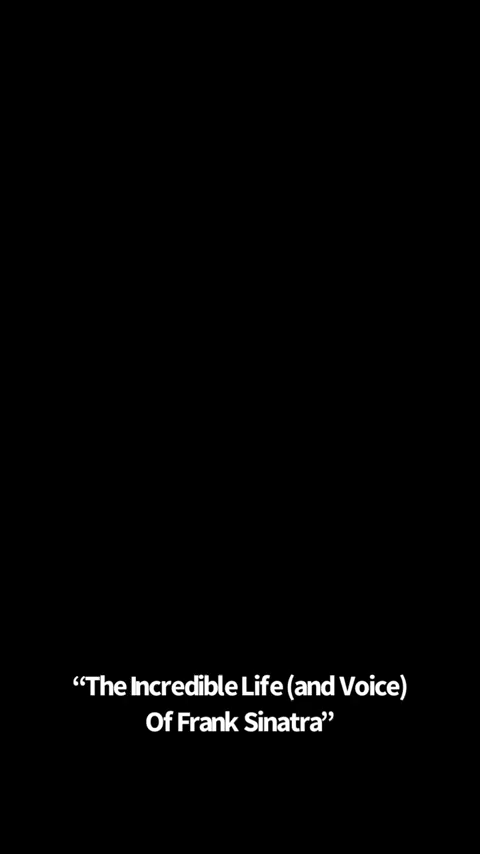 “The Incredible Life (and Voice)
Of Frank Sinatra”